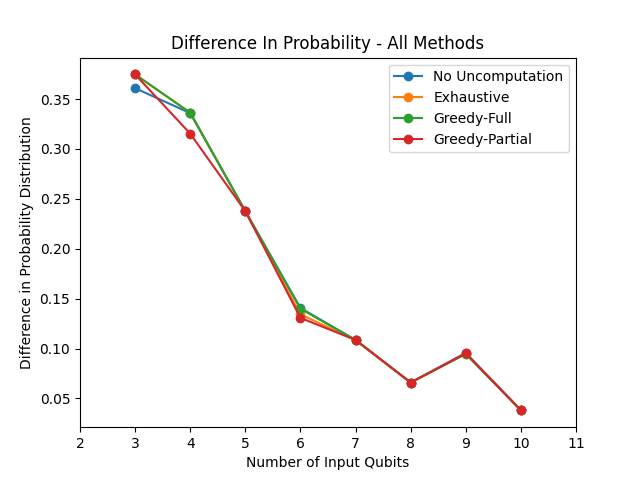 Difference In Probability - All Methods
No Uncomputation
Exhaustive
Greedy-Full
Greedy-Partial
Difference in Probability Distribution
0.35
0.30
0.25
0.20
0.15
0.10
0.05
2 3 4 5 6 7 8 9 10 11
Number of Input Qubits